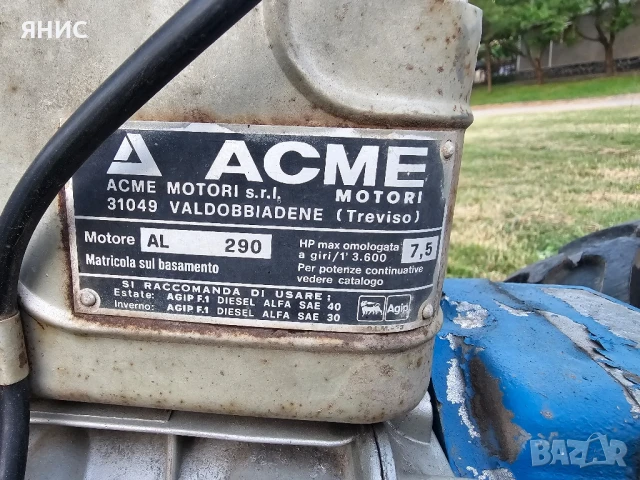 ЯНИС
ACME
MOTORI
ACME MOTORI s.r.l.
31049 VALDOBBIADENE (Treviso)
Motore AL 290
Matricola sul basamento
HP max omologata 7,5
a giri/1' 3.600
Per potenze continuative
vedere catalogo
SI RACCOMANDA DI USARE:
Estate: AGIP F.1 DIESEL ALFA SAE 40
Inverno: AGIP F.1 DIESEL ALFA SAE 30
Agip
BAZAR